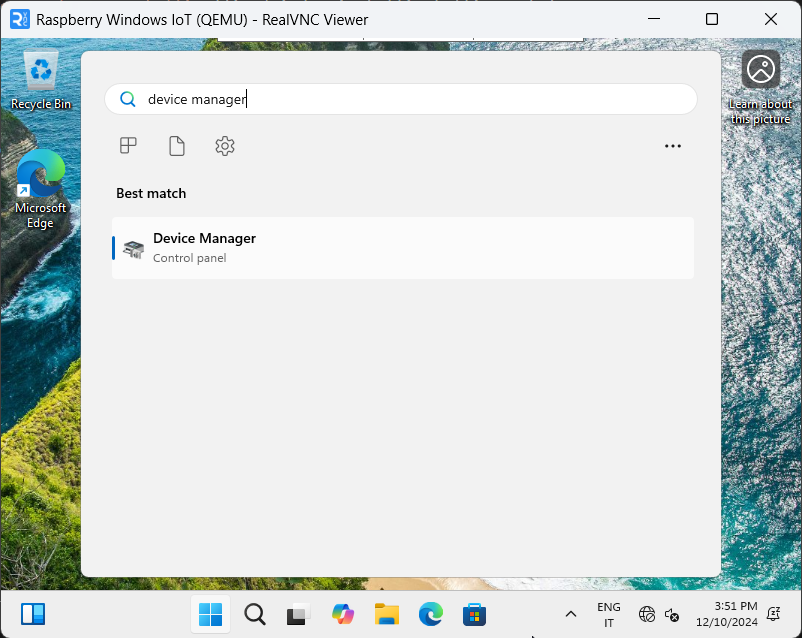 Raspberry Windows IoT (QEMU) - RealVNC Viewer
Recycle Bin
Microsoft
Edge
device manager
Best match
Device Manager
Control panel
Learn about
this picture
ENG
IT
3:51 PM
12/10/2024